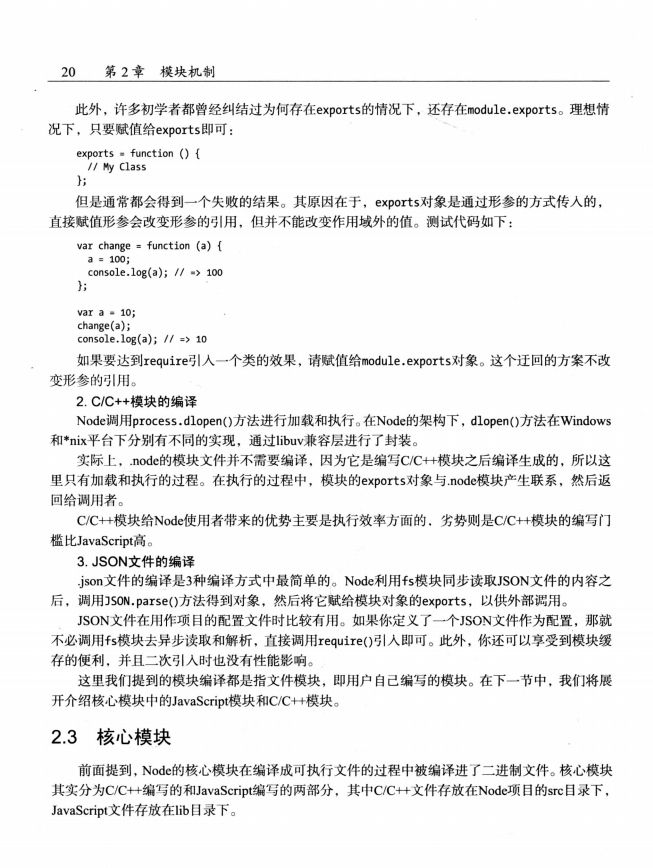 20 第 2 章 模块机制
此外，许多初学者都曾经纠结过为何存在exports的情况下，还存在module.exports。理想情
况下，只要赋值给exports即可：
exports = function () {
// My Class
};
但是通常都会得到一个失败的结果。其原因在于，exports对象是通过形参的方式传入的，
直接赋值形参会改变形参的引用，但并不能改变作用域外的值。测试代码如下：
var change = function (a) {
a = 100;
console.log(a); // => 100
};
var a = 10;
change(a);
console.log(a); // => 10
如果要达到require引入一个类的效果，请赋值给module.exports对象。这个迂回的方案不改
变形参的引用。
2. C/C++模块的编译
Node调用process.dlopen()方法进行加载和执行。在Node的架构下，dlopen()方法在Windows
和*nix平台下分别有不同的实现，通过libuv兼容层进行了封装。
实际上，.node的模块文件并不需要编译，因为它是编写C/C++模块之后编译生成的，所以这
里只有加载和执行的过程。在执行的过程中，模块的exports对象与.node模块产生联系，然后返
回给调用者。
C/C++模块给Node使用者带来的优势主要是执行效率方面的，劣势则是C/C++模块的编写门
槛比JavaScript高。
3. JSON文件的编译
.json文件的编译是3种编译方式中最简单的。Node利用fs模块同步读取JSON文件的内容之
后，调用JSON.parse()方法得到对象，然后将它赋给模块对象的exports，以供外部调用。
JSON文件在用作项目的配置文件时比较有用。如果你定义了一个JSON文件作为配置，那就
不必调用fs模块去异步读取和解析，直接调用require()引入即可。此外，你还可以享受到模块缓
存的便利，并且二次引入时也没有性能影响。
这里我们提到的模块编译都是指文件模块，即用户自己编写的模块。在下一节中，我们将展
开介绍核心模块中的JavaScript模块和C/C++模块。
2.3 核心模块
前面提到，Node的核心模块在编译成可执行文件的过程中被编译进了二进制文件。核心模块
其实分为C/C++编写的和JavaScript编写的两部分，其中C/C++文件存放在Node项目的src目录下，
JavaScript文件存放在lib目录下。